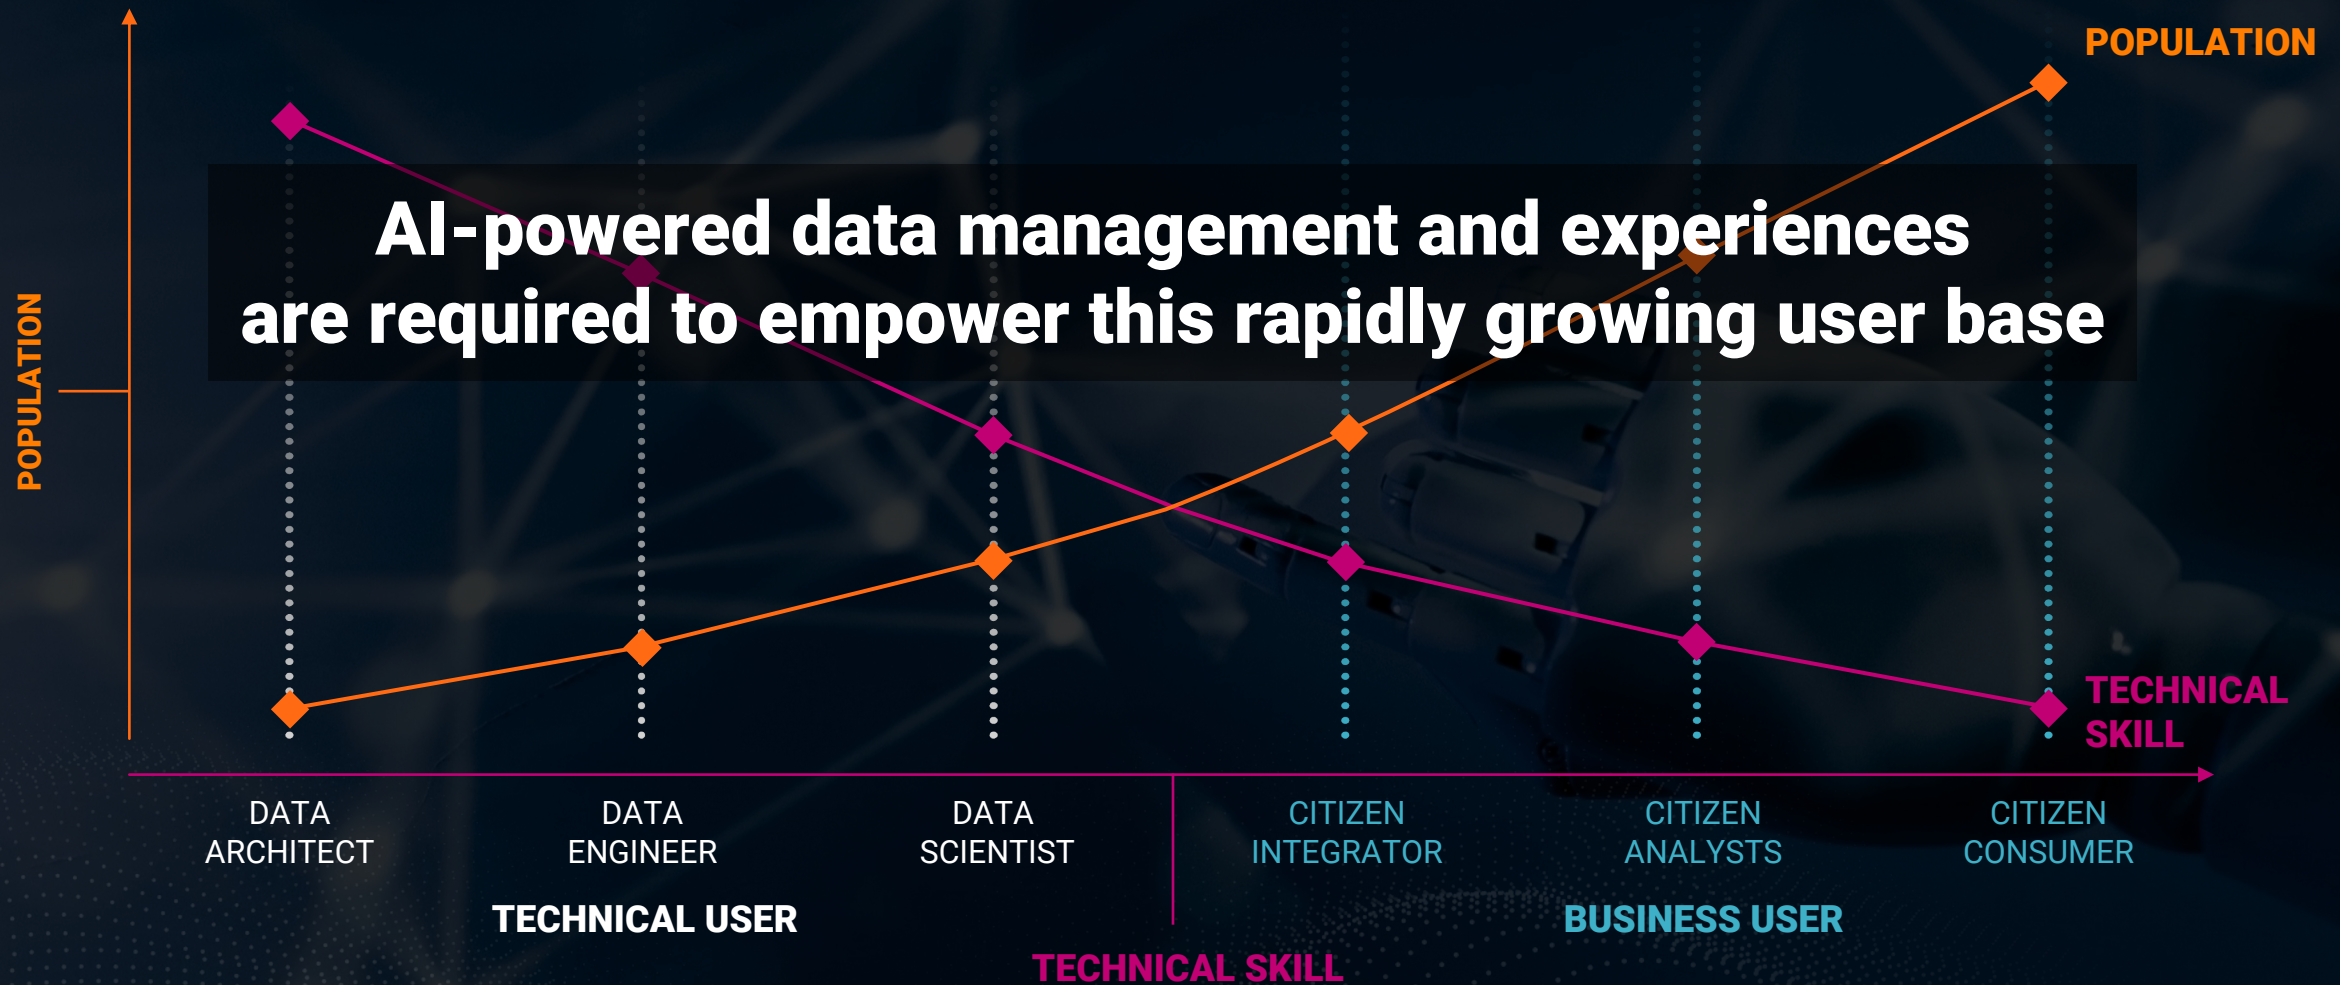 POPULATION
AI-powered data management and experiences
are required to empower this rapidly growing user base
POPULATION
TECHNICAL
SKILL
DATA
ARCHITECT
DATA
ENGINEER
DATA
SCIENTIST
CITIZEN
INTEGRATOR
CITIZEN
ANALYSTS
CITIZEN
CONSUMER
TECHNICAL USER
BUSINESS USER
TECHNICAL SKILL